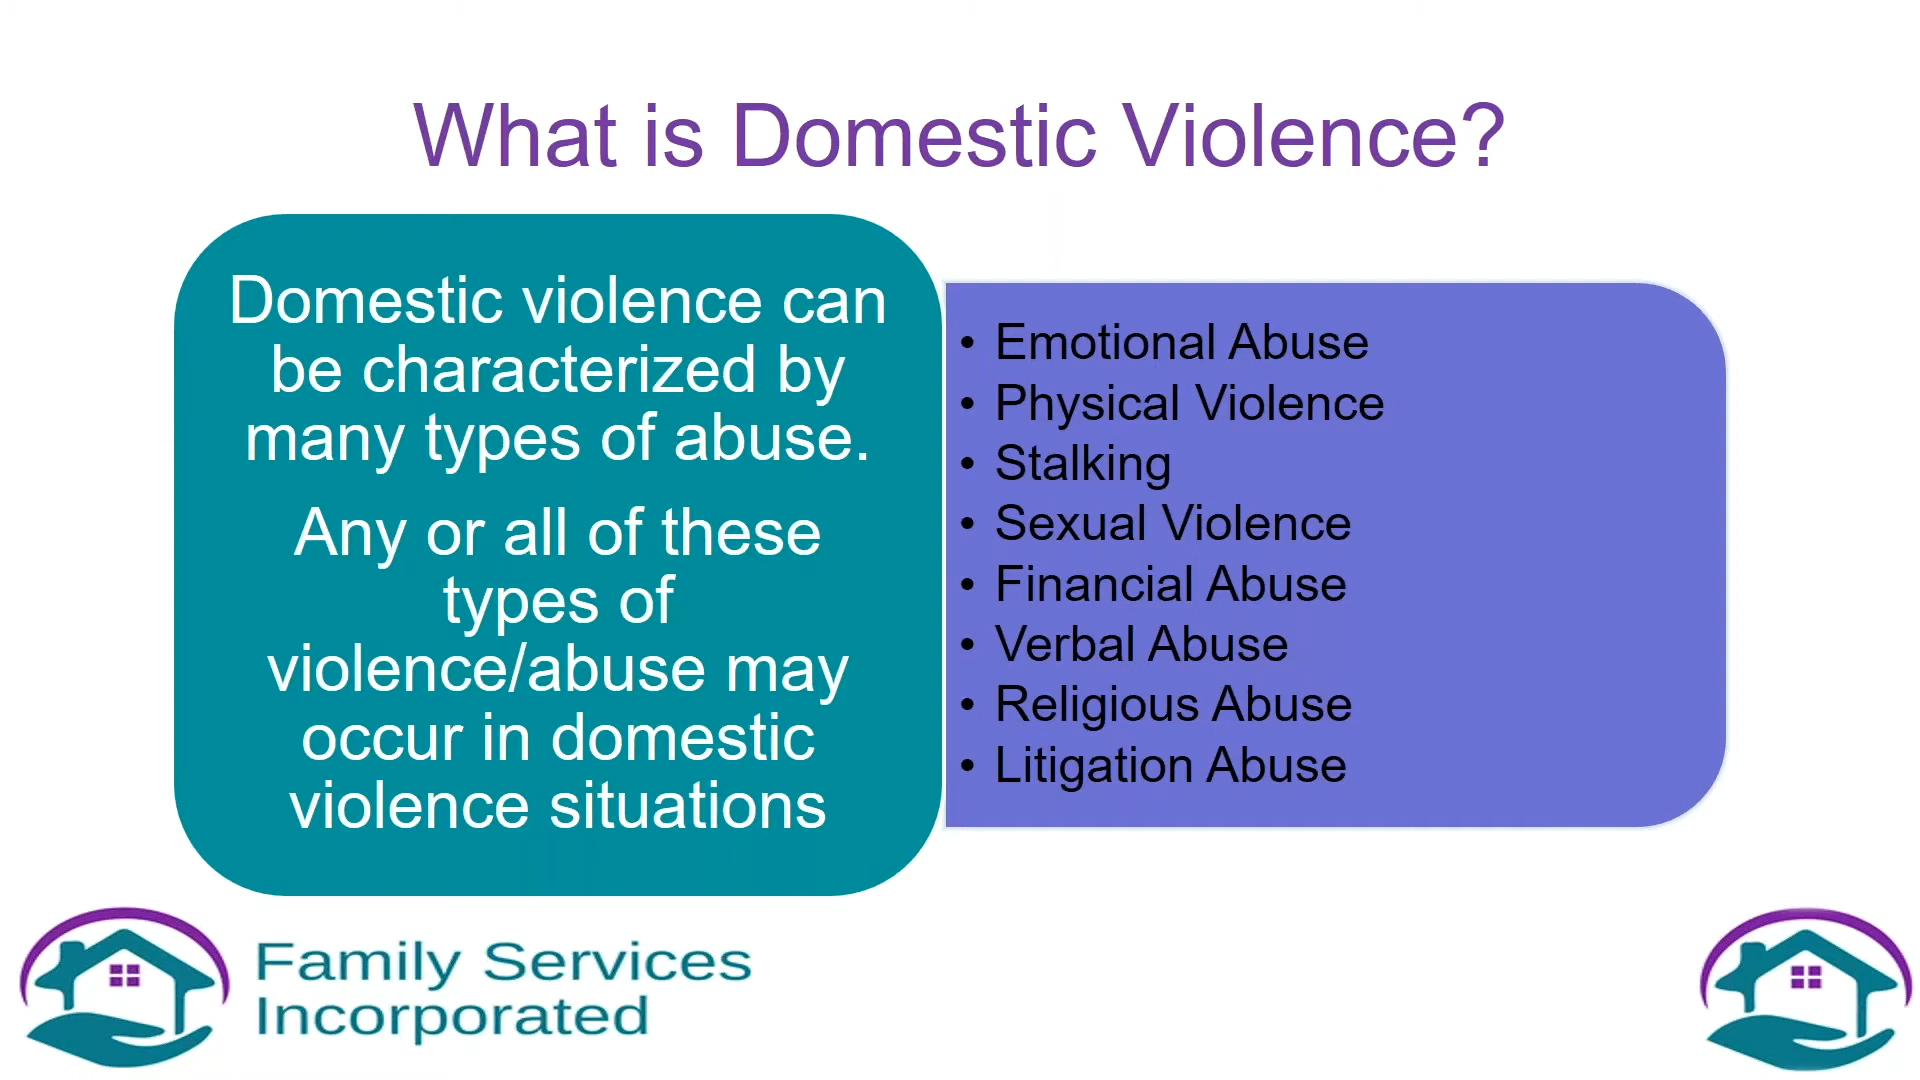 What is Domestic Violence?
Domestic violence can
be characterized by
many types of abuse.
Any or all of these
types of
violence/abuse may
occur in domestic
violence situations
• Emotional Abuse
• Physical Violence
• Stalking
• Sexual Violence
• Financial Abuse
• Verbal Abuse
• Religious Abuse
• Litigation Abuse
Family Services
Incorporated